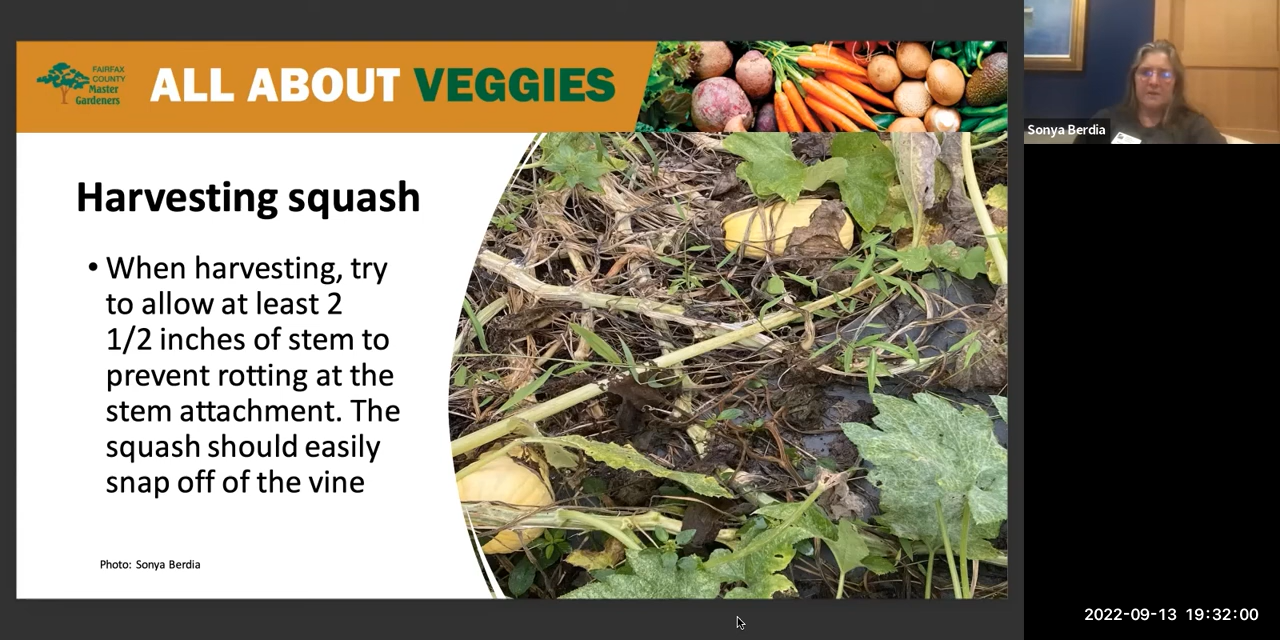 FAIRFAX
COUNTY
Master
Gardeners
ALL ABOUT VEGGIES
Sonya Berdia
Harvesting squash
• When harvesting, try
to allow at least 2
1/2 inches of stem to
prevent rotting at the
stem attachment. The
squash should easily
snap off of the vine
Photo: Sonya Berdia
2022-09-13 19:32:00